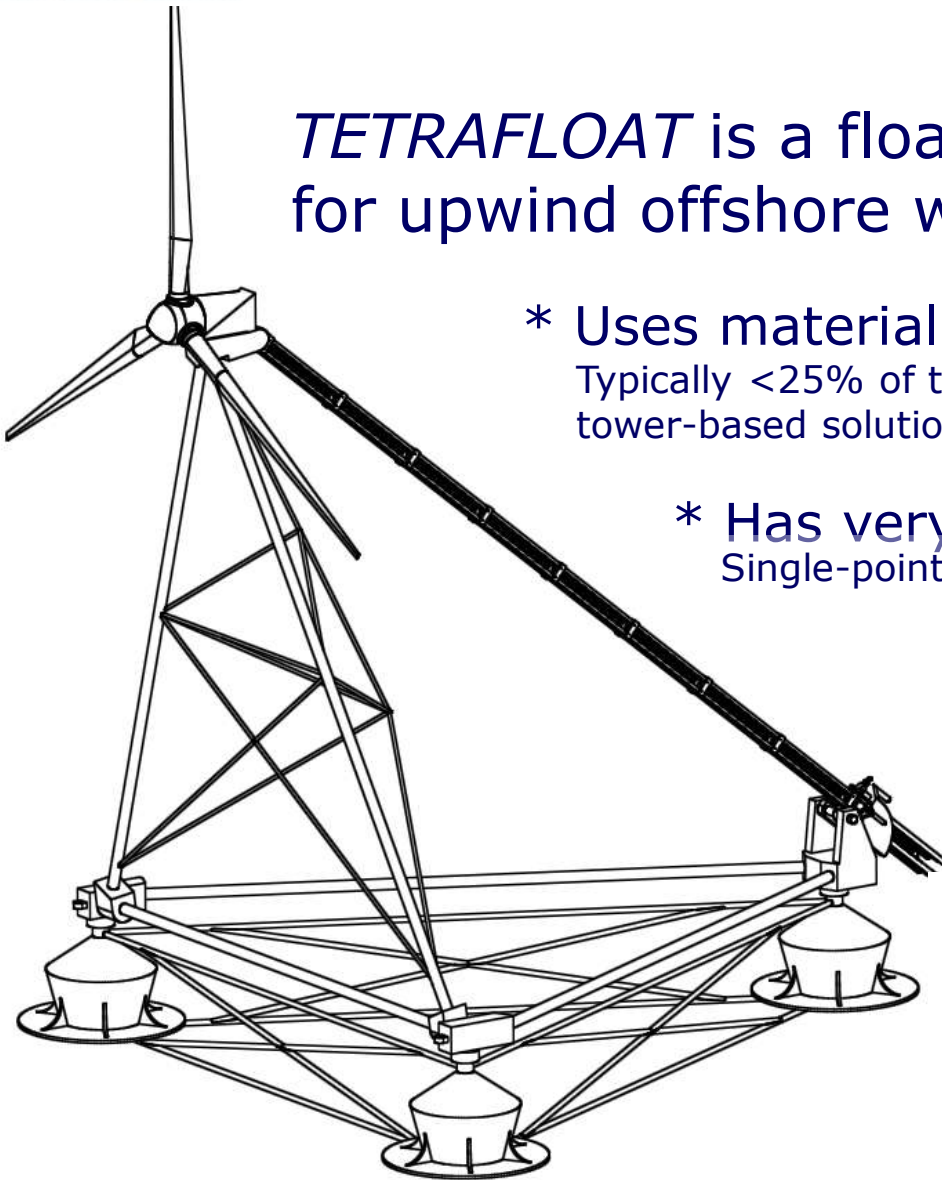 TETRAFLOAT is a floa
for upwind offshore w
* Uses material
Typically <25% of t
tower-based solutio
* Has very
Single-point